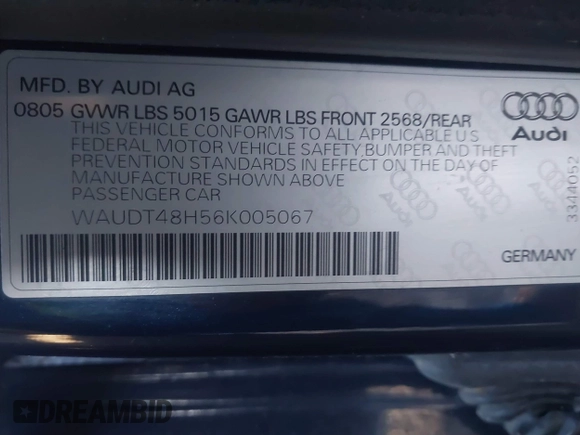 MFD. BY AUDI AG
0805 GVWR LBS 5015 GAWR LBS FRONT 2568/REAR
THIS VEHICLE CONFORMS TO ALL APPLICABLE U S
FEDERAL MOTOR VEHICLE SAFETY,BUMPER AND THEFT
PREVENTION STANDARDS IN EFFECT ON THE DAY OF
MANUFACTURE SHOWN ABOVE
PASSENGER CAR
WAUDT48H56K005067
Audi
3344052
GERMANY
DREAMBID